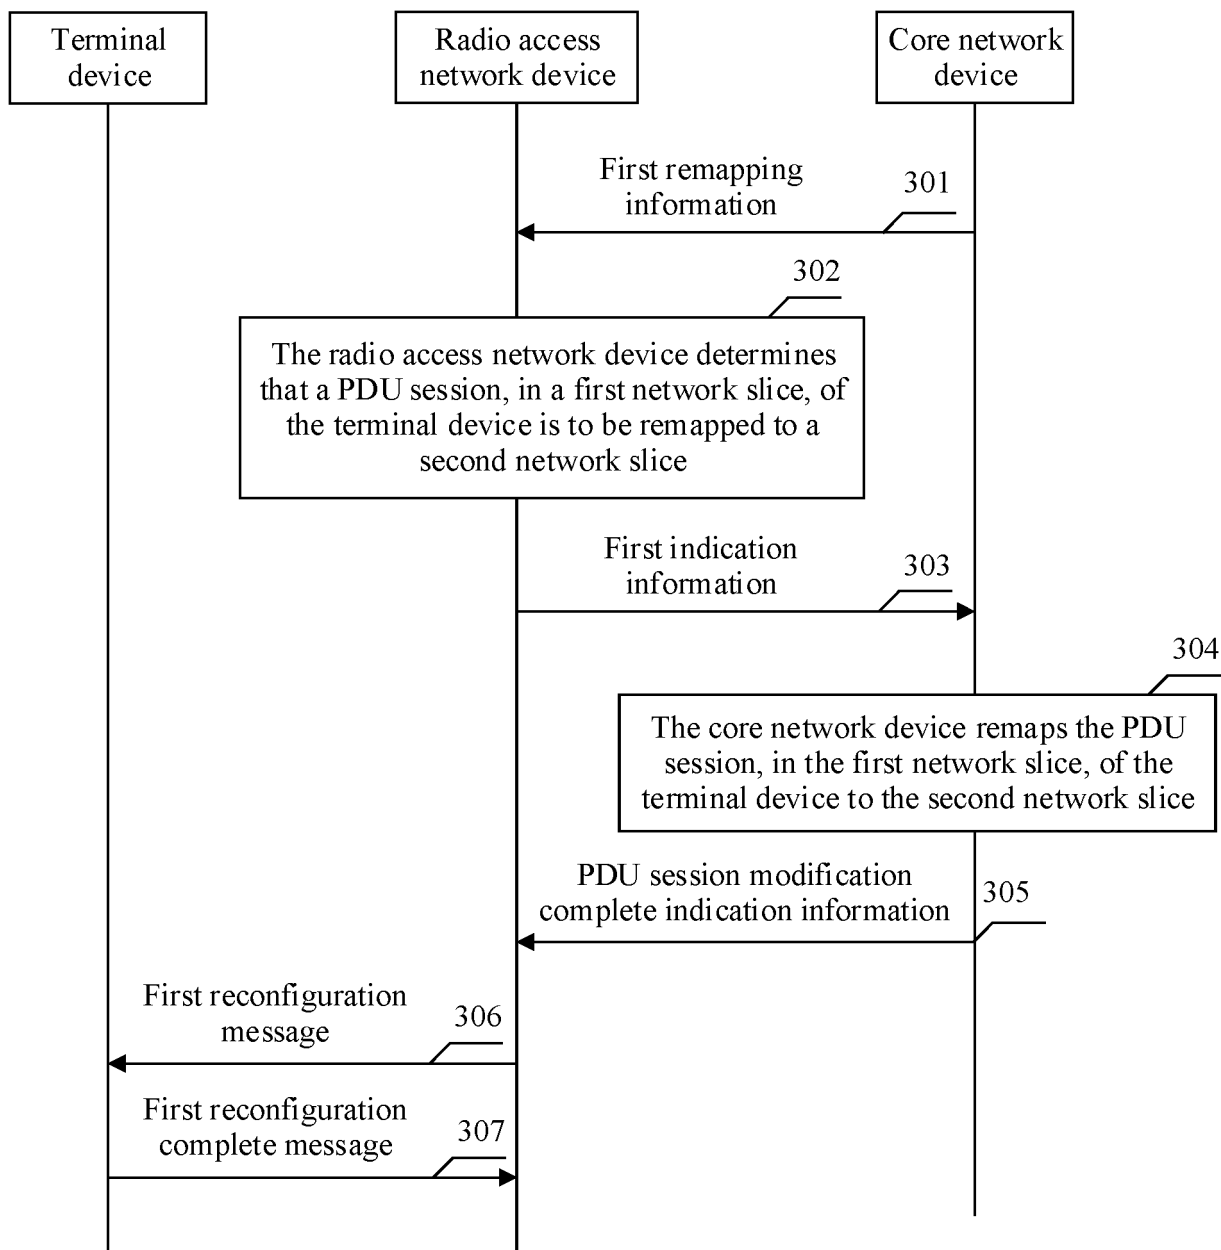 Terminal
device
Radio access
network device
Core network
device
First remapping
information
301
302
The radio access network device determines
that a PDU session, in a first network slice, of
the terminal device is to be remapped to a
second network slice
First indication
information
303
304
The core network device remaps the PDU
session, in the first network slice, of the
terminal device to the second network slice
PDU session modification
complete indication information
305
First reconfiguration
message
306
First reconfiguration
complete message
307